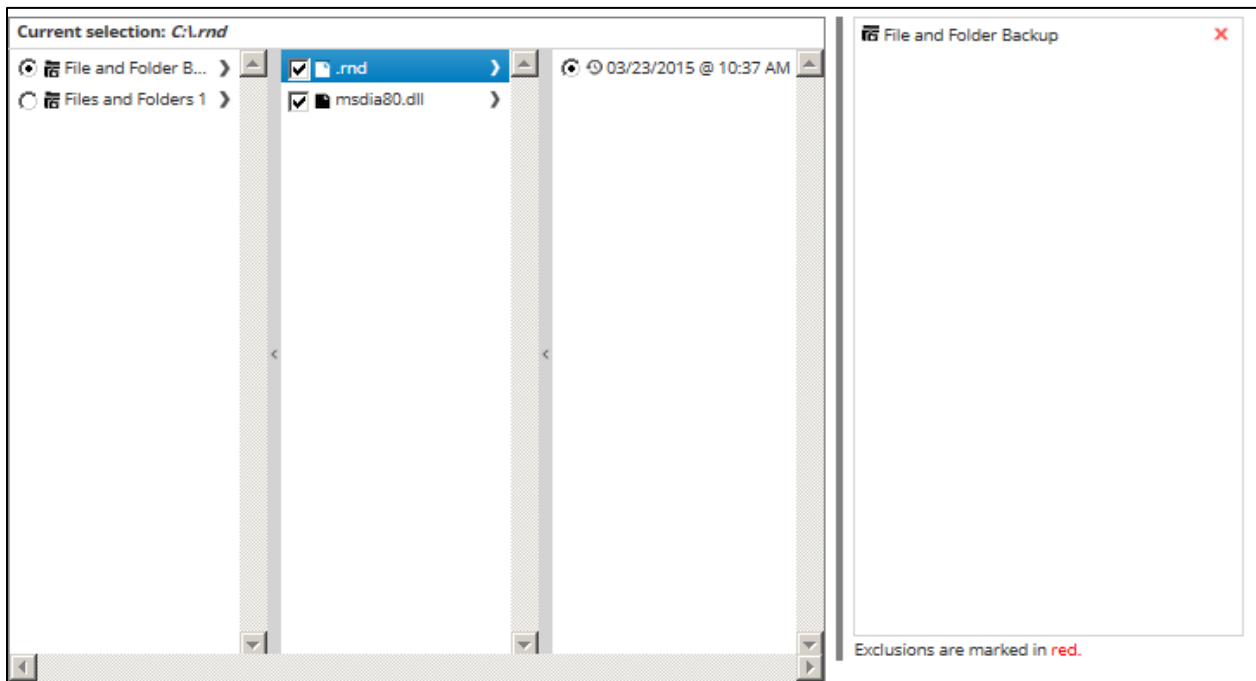 Current selection: C:\.rnd
File and Folder B...
Files and Folders 1
.rnd
msdia80.dll
03/23/2015 @ 10:37 AM
File and Folder Backup
Exclusions are marked in red.